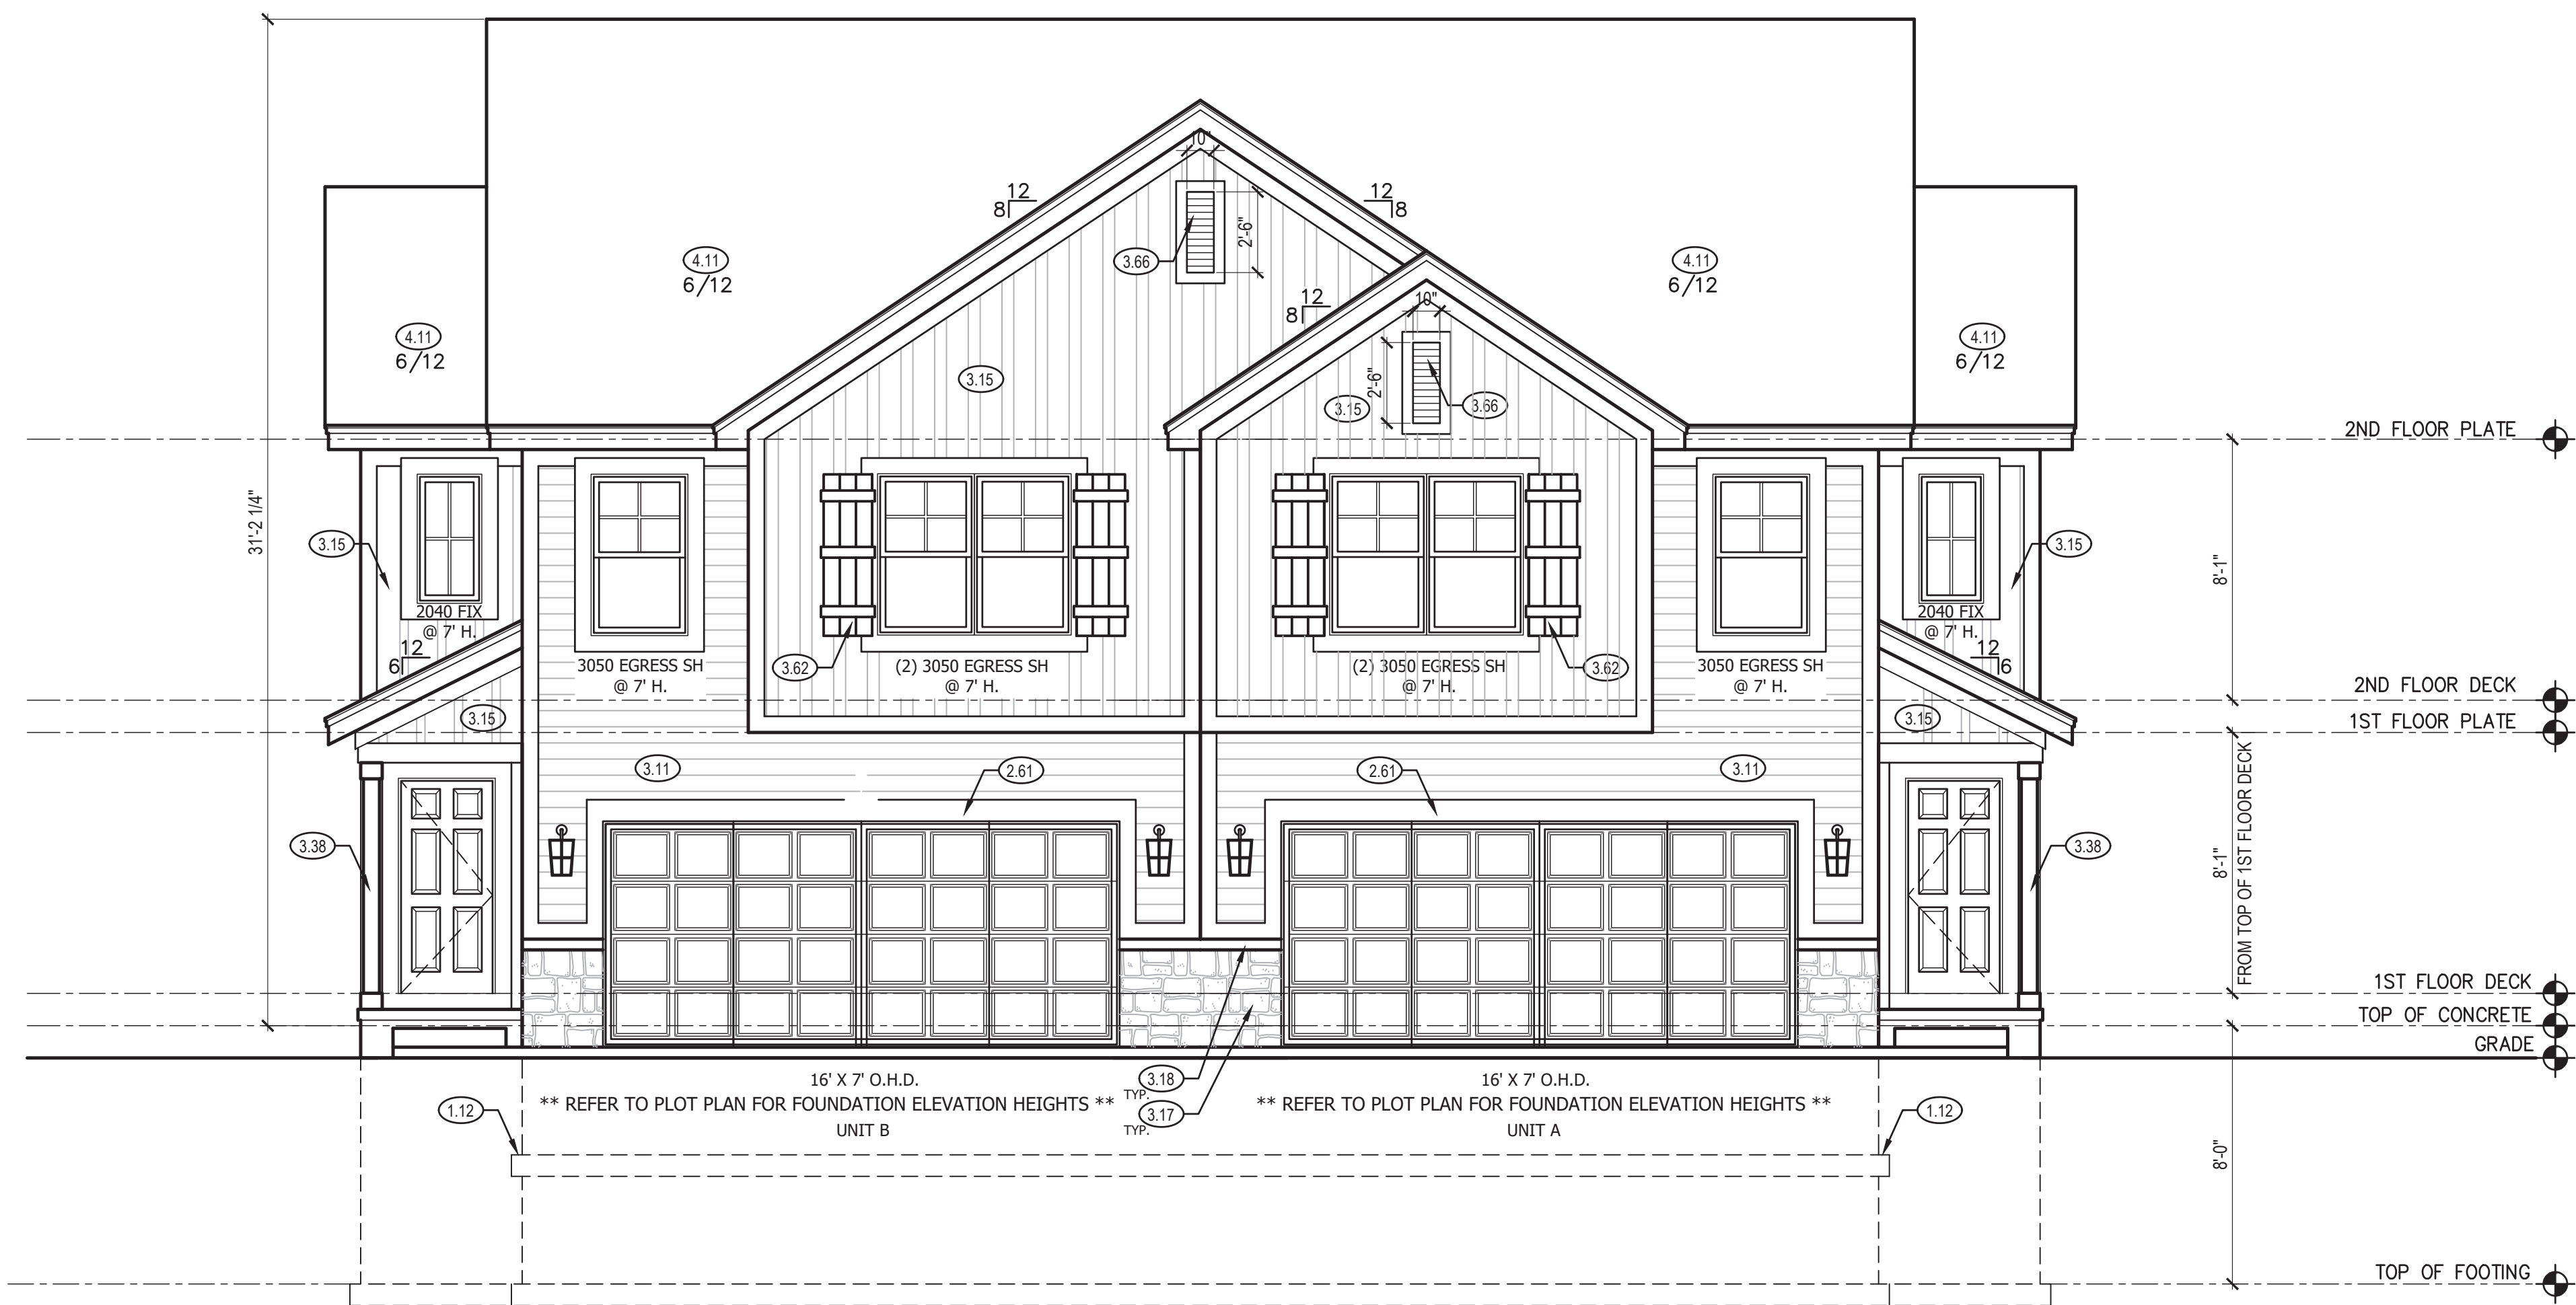 10"
12
8
12
8
2'-6"
3.66
4.11
6/12
4.11
6/12
12
8
10"
4.11
6/12
4.11
6/12
3.15
2'-6"
3.15
3.66
2ND FLOOR PLATE
31'-2 1/4"
3.15
3.15
8'-1"
2040 FIX
@ 7' H.
2040 FIX
@ 7' H.
12
6
12
6
3050 EGRESS SH
@ 7' H.
3.62
(2) 3050 EGRESS SH
@ 7' H.
(2) 3050 EGRESS SH
@ 7' H.
3.62
3050 EGRESS SH
@ 7' H.
2ND FLOOR DECK
3.15
3.15
1ST FLOOR PLATE
3.11
2.61
2.61
3.11
3.38
3.38
8'-1"
FROM TOP OF 1ST FLOOR DECK
1ST FLOOR DECK
TOP OF CONCRETE
GRADE
16' X 7' O.H.D.
3.18
TYP.
16' X 7' O.H.D.
1.12
** REFER TO PLOT PLAN FOR FOUNDATION ELEVATION HEIGHTS **
3.17
TYP.
** REFER TO PLOT PLAN FOR FOUNDATION ELEVATION HEIGHTS **
1.12
UNIT B
UNIT A
8'-0"
TOP OF FOOTING